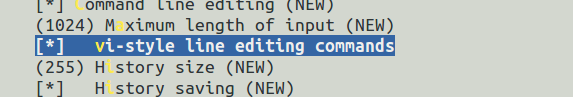 [*] Command line editing (NEW)
(1024) Maximum length of input (NEW)
[*]   vi-style line editing commands
(255) History size (NEW)
[*]   History saving (NEW)